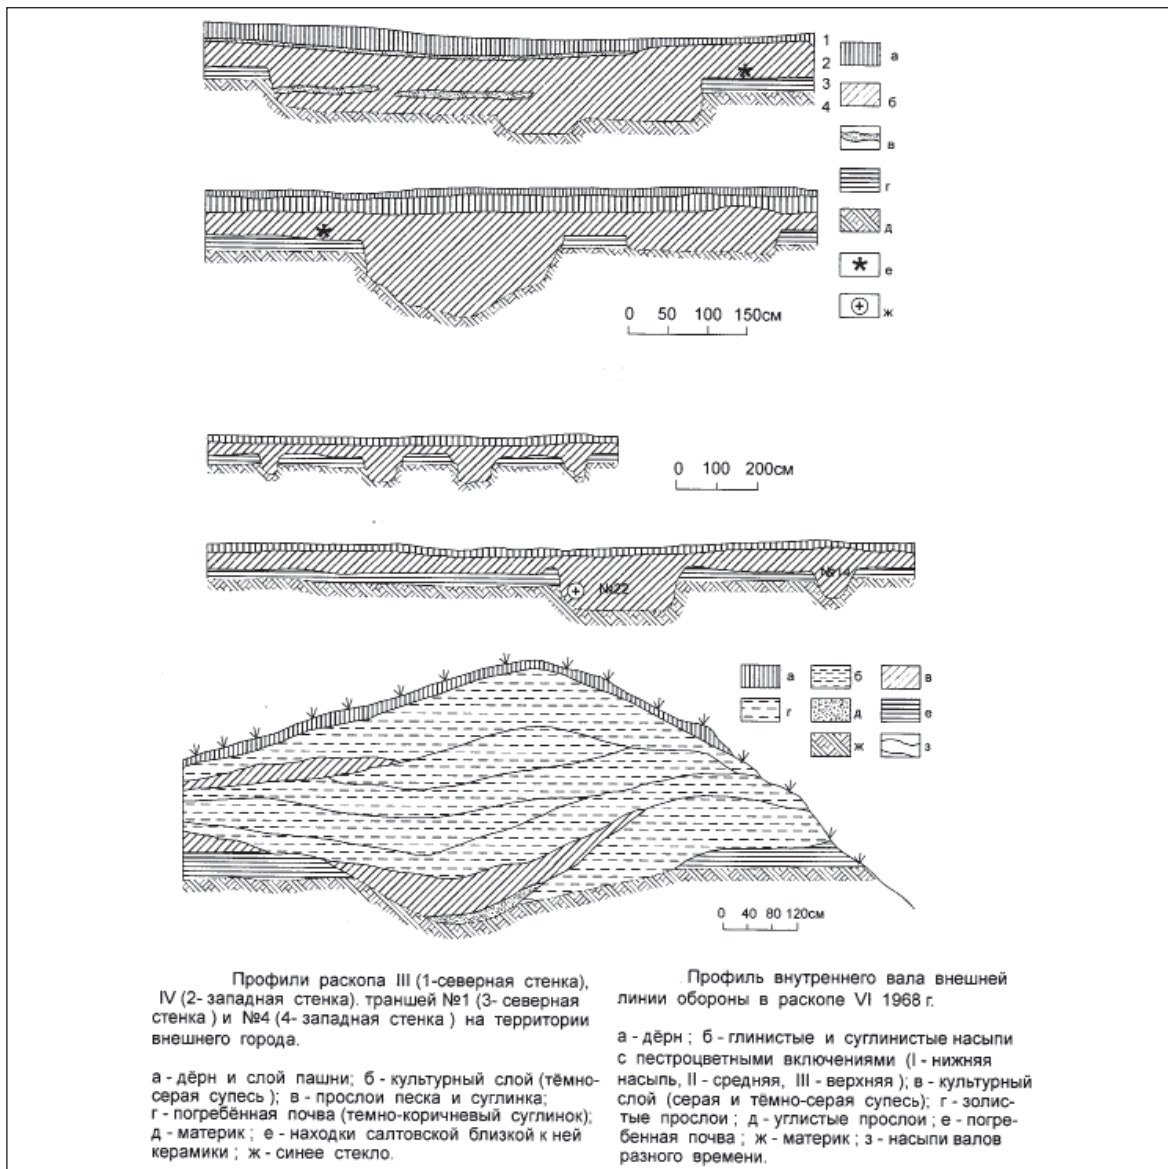 1
2
3
4
а
б
в
г
д
е
ж
0 50 100 150см
0 100 200см
№22
№14
а
б
в
г
д
е
ж
з
0 40 80 120см
Профили раскопа III (1-северная стенка),
IV (2- западная стенка). траншей №1 (3- северная
стенка ) и №4 (4- западная стенка ) на территории
внешнего города.
а - дёрн и слой пашни; б - культурный слой (тёмно-
серая супесь ); в - прослои песка и суглинка;
г - погребённая почва (темно-коричневый суглинок);
д - материк ; е - находки салтовской близкой к ней
керамики ; ж - синее стекло.
Профиль внутреннего вала внешней
линии обороны в раскопе VI 1968 г.
а - дёрн ; б - глинистые и суглинистые насыпи
с пестроцветными включениями (I - нижняя
насыпь, II - средняя, III - верхняя ); в - культурный
слой (серая и тёмно-серая супесь); г - золис-
тые прослои ; д - углистые прослои ; е - погре-
бенная почва ; ж - материк ; з - насыпи валов
разного времени.